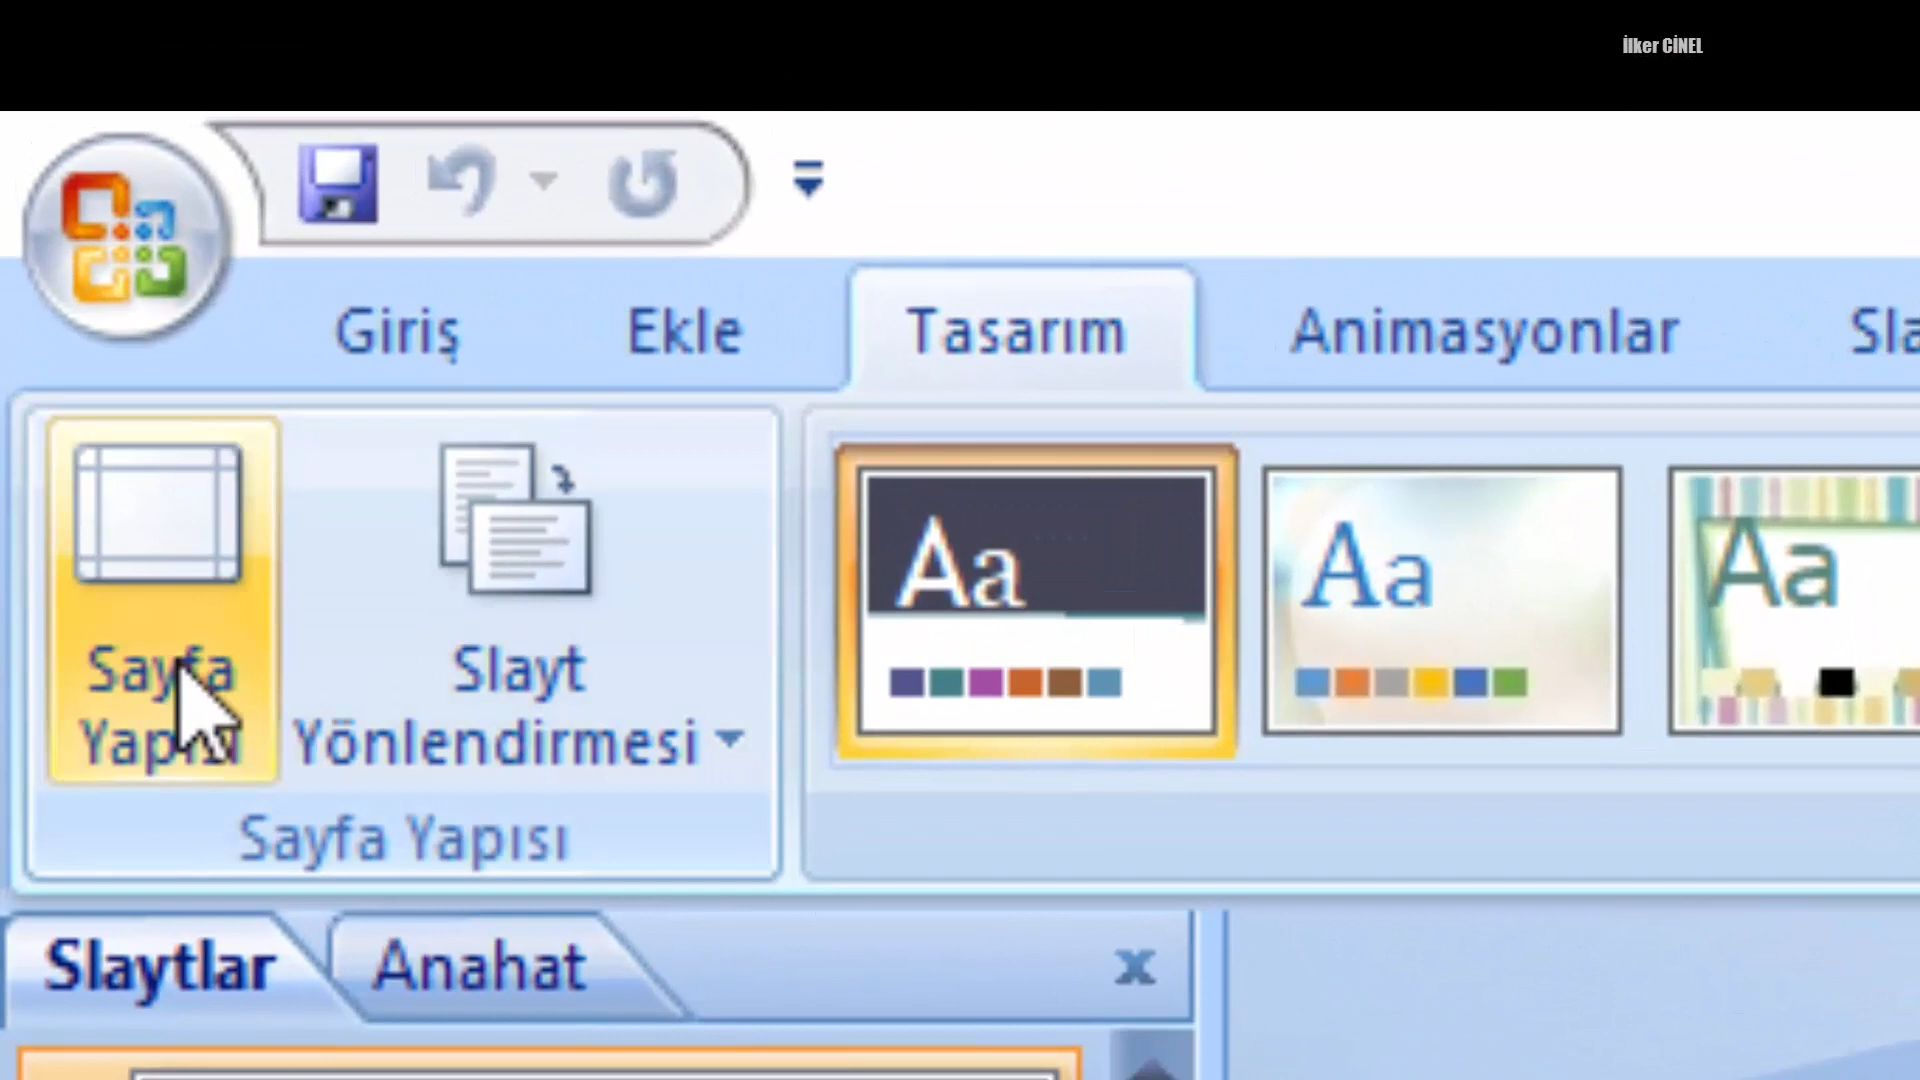 İlker CİNEL
Giriş Ekle Tasarım Animasyonlar
Aa Aa Aa
Sayfa
Yapısı
Slayt
Yönlendirmesi
Sayfa Yapısı
Slaytlar Anahat